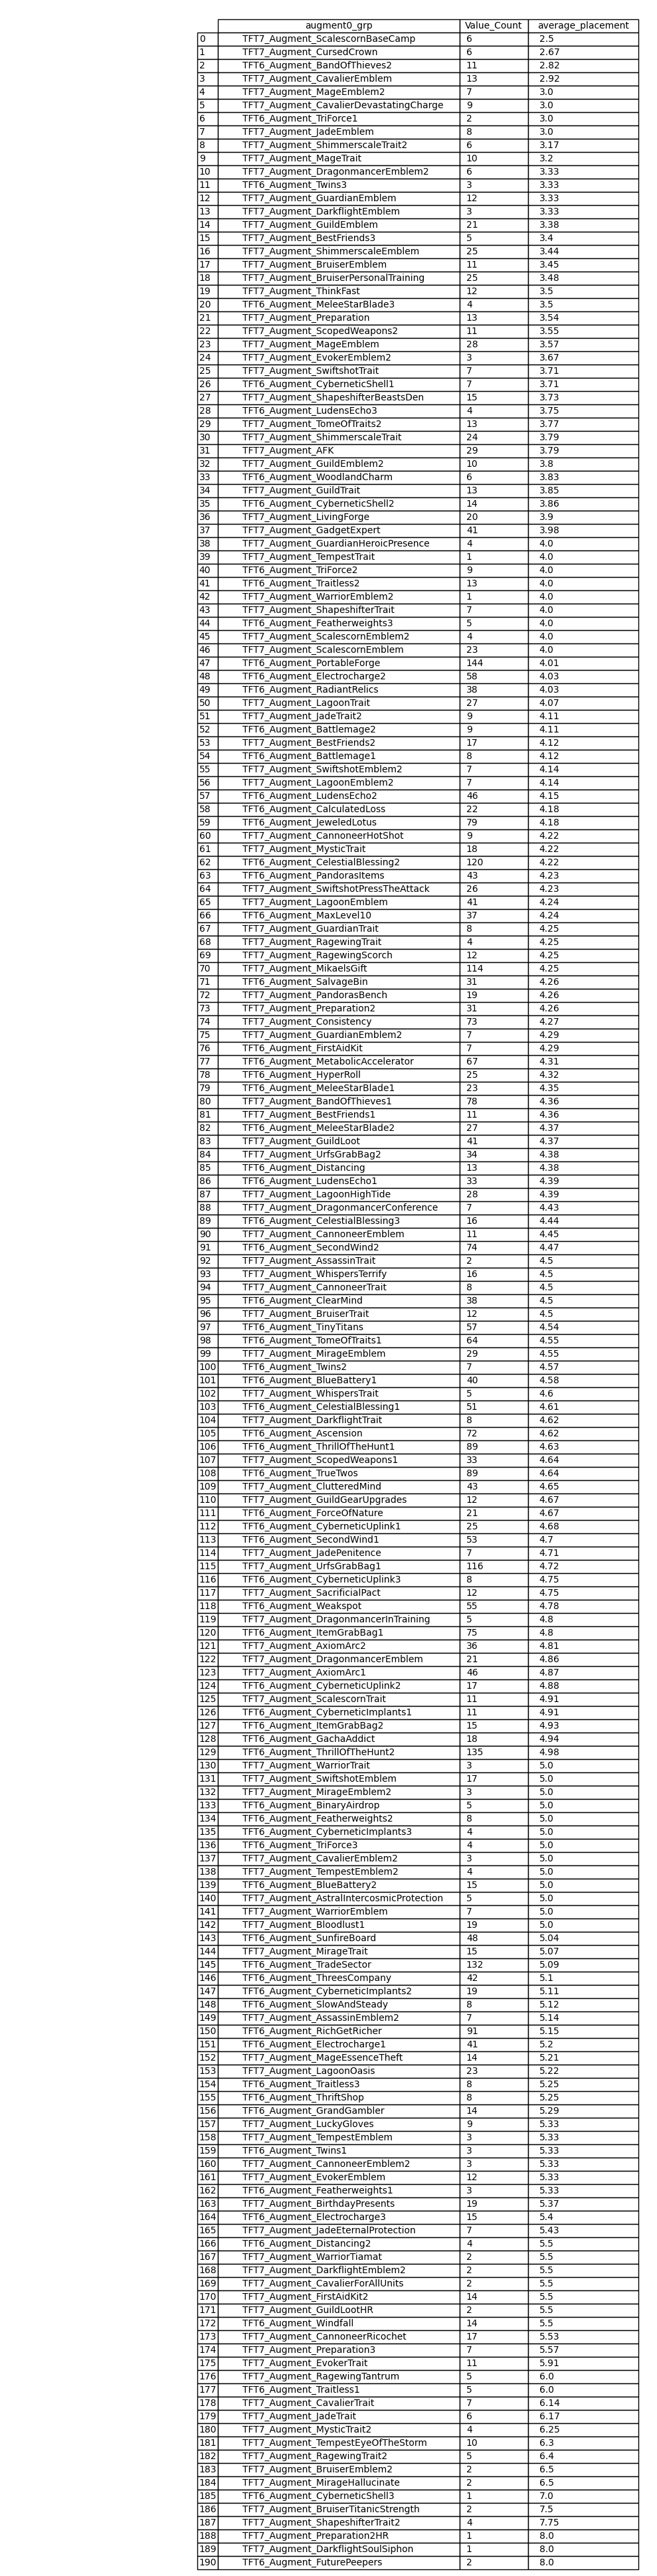 augment0_grp Value_Count average_placement
0 TFT7_Augment_ScalescornBaseCamp 6 2.5
1 TFT7_Augment_CursedCrown 6 2.67
2 TFT6_Augment_BandOfThieves2 11 2.82
3 TFT7_Augment_CavalierEmblem 13 2.92
4 TFT7_Augment_MageEmblem2 7 3.0
5 TFT7_Augment_CavalierDevastatingCharge 9 3.0
6 TFT6_Augment_TriForce1 2 3.0
7 TFT7_Augment_JadeEmblem 8 3.0
8 TFT7_Augment_ShimmerscaleTrait2 6 3.17
9 TFT7_Augment_MageTrait 10 3.2
10 TFT7_Augment_DragonmancerEmblem2 6 3.33
11 TFT6_Augment_Twins3 3 3.33
12 TFT7_Augment_GuardianEmblem 12 3.33
13 TFT7_Augment_DarkflightEmblem 3 3.33
14 TFT7_Augment_GuildEmblem 21 3.38
15 TFT7_Augment_BestFriends3 5 3.4
16 TFT7_Augment_ShimmerscaleEmblem 25 3.44
17 TFT7_Augment_BruiserEmblem 11 3.45
18 TFT7_Augment_BruiserPersonalTraining 25 3.48
19 TFT7_Augment_ThinkFast 12 3.5
20 TFT6_Augment_MeleeStarBlade3 4 3.5
21 TFT7_Augment_Preparation 13 3.54
22 TFT7_Augment_ScopedWeapons2 11 3.55
23 TFT7_Augment_MageEmblem 28 3.57
24 TFT7_Augment_EvokerEmblem2 3 3.67
25 TFT7_Augment_SwiftshotTrait 7 3.71
26 TFT6_Augment_CyberneticShell1 7 3.71
27 TFT7_Augment_ShapeshifterBeastsDen 15 3.73
28 TFT6_Augment_LudensEcho3 4 3.75
29 TFT7_Augment_TomeOfTraits2 13 3.77
30 TFT7_Augment_ShimmerscaleTrait 24 3.79
31 TFT7_Augment_AFK 29 3.79
32 TFT7_Augment_GuildEmblem2 10 3.8
33 TFT6_Augment_WoodlandCharm 6 3.83
34 TFT7_Augment_GuildTrait 13 3.85
35 TFT6_Augment_CyberneticShell2 14 3.86
36 TFT7_Augment_LivingForge 20 3.9
37 TFT7_Augment_GadgetExpert 41 3.98
38 TFT7_Augment_GuardianHeroicPresence 4 4.0
39 TFT7_Augment_TempestTrait 1 4.0
40 TFT6_Augment_TriForce2 9 4.0
41 TFT6_Augment_Traitless2 13 4.0
42 TFT7_Augment_WarriorEmblem2 1 4.0
43 TFT7_Augment_ShapeshifterTrait 7 4.0
44 TFT6_Augment_Featherweights3 5 4.0
45 TFT7_Augment_ScalescornEmblem2 4 4.0
46 TFT7_Augment_ScalescornEmblem 23 4.0
47 TFT6_Augment_PortableForge 144 4.01
48 TFT6_Augment_Electrocharge2 58 4.03
49 TFT6_Augment_RadiantRelics 38 4.03
50 TFT7_Augment_LagoonTrait 27 4.07
51 TFT7_Augment_JadeTrait2 9 4.11
52 TFT6_Augment_Battlemage2 9 4.11
53 TFT7_Augment_BestFriends2 17 4.12
54 TFT6_Augment_Battlemage1 8 4.12
55 TFT7_Augment_SwiftshotEmblem2 7 4.14
56 TFT7_Augment_LagoonEmblem2 7 4.14
57 TFT6_Augment_LudensEcho2 46 4.15
58 TFT6_Augment_CalculatedLoss 22 4.18
59 TFT6_Augment_JeweledLotus 79 4.18
60 TFT7_Augment_CannoneerHotShot 9 4.22
61 TFT7_Augment_MysticTrait 18 4.22
62 TFT6_Augment_CelestialBlessing2 120 4.22
63 TFT6_Augment_PandorasItems 43 4.23
64 TFT7_Augment_SwiftshotPressTheAttack 26 4.23
65 TFT7_Augment_LagoonEmblem 41 4.24
66 TFT7_Augment_MaxLevel10 37 4.24
67 TFT7_Augment_GuardianTrait 8 4.25
68 TFT7_Augment_RagewingTrait 4 4.25
69 TFT7_Augment_RagewingScorch 12 4.25
70 TFT7_Augment_MikaelsGift 114 4.25
71 TFT6_Augment_SalvageBin 31 4.26
72 TFT7_Augment_PandorasBench 19 4.26
73 TFT7_Augment_Preparation2 31 4.26
74 TFT7_Augment_Consistency 73 4.27
75 TFT7_Augment_GuardianEmblem2 7 4.29
76 TFT6_Augment_FirstAidKit 7 4.29
77 TFT6_Augment_MetabolicAccelerator 67 4.31
78 TFT6_Augment_HyperRoll 25 4.32
79 TFT6_Augment_MeleeStarBlade1 23 4.35
80 TFT7_Augment_BandOfThieves1 78 4.36
81 TFT7_Augment_BestFriends1 11 4.36
82 TFT6_Augment_MeleeStarBlade2 27 4.37
83 TFT7_Augment_GuildLoot 41 4.37
84 TFT7_Augment_UrfsGrabBag2 34 4.38
85 TFT6_Augment_Distancing 13 4.38
86 TFT6_Augment_LudensEcho1 33 4.39
87 TFT7_Augment_LagoonHighTide 28 4.39
88 TFT7_Augment_DragonmancerConference 7 4.43
89 TFT6_Augment_CelestialBlessing3 16 4.44
90 TFT7_Augment_CannoneerEmblem 11 4.45
91 TFT6_Augment_SecondWind2 74 4.47
92 TFT7_Augment_AssassinTrait 2 4.5
93 TFT7_Augment_WhispersTerrify 16 4.5
94 TFT7_Augment_CannoneerTrait 8 4.5
95 TFT6_Augment_ClearMind 38 4.5
96 TFT7_Augment_BruiserTrait 12 4.5
97 TFT6_Augment_TinyTitans 57 4.54
98 TFT6_Augment_TomeOfTraits1 64 4.55
99 TFT7_Augment_MirageEmblem 29 4.55
100 TFT6_Augment_Twins2 7 4.57
101 TFT6_Augment_BlueBattery1 40 4.58
102 TFT7_Augment_WhispersTrait 5 4.6
103 TFT6_Augment_CelestialBlessing1 51 4.61
104 TFT7_Augment_DarkflightTrait 8 4.62
105 TFT6_Augment_Ascension 72 4.62
106 TFT6_Augment_ThrillOfTheHunt1 89 4.63
107 TFT7_Augment_ScopedWeapons1 33 4.64
108 TFT6_Augment_TrueTwos 89 4.64
109 TFT7_Augment_ClutteredMind 43 4.65
110 TFT7_Augment_GuildGearUpgrades 12 4.67
111 TFT6_Augment_ForceOfNature 21 4.67
112 TFT6_Augment_CyberneticUplink1 25 4.68
113 TFT6_Augment_SecondWind1 53 4.7
114 TFT7_Augment_JadePenitence 7 4.71
115 TFT7_Augment_UrfsGrabBag1 116 4.72
116 TFT6_Augment_CyberneticUplink3 8 4.75
117 TFT7_Augment_SacrificialPact 12 4.75
118 TFT6_Augment_Weakspot 55 4.78
119 TFT7_Augment_DragonmancerInTraining 5 4.8
120 TFT6_Augment_ItemGrabBag1 75 4.8
121 TFT7_Augment_AxiomArc2 36 4.81
122 TFT7_Augment_DragonmancerEmblem 21 4.86
123 TFT7_Augment_AxiomArc1 46 4.87
124 TFT6_Augment_CyberneticUplink2 17 4.88
125 TFT7_Augment_ScalescornTrait 11 4.91
126 TFT6_Augment_CyberneticImplants1 11 4.91
127 TFT6_Augment_ItemGrabBag2 15 4.93
128 TFT7_Augment_GachaAddict 18 4.94
129 TFT6_Augment_ThrillOfTheHunt2 135 4.98
130 TFT7_Augment_WarriorTrait 3 5.0
131 TFT7_Augment_SwiftshotEmblem 17 5.0
132 TFT7_Augment_MirageEmblem2 3 5.0
133 TFT6_Augment_BinaryAirdrop 5 5.0
134 TFT6_Augment_Featherweights2 8 5.0
135 TFT6_Augment_CyberneticImplants3 4 5.0
136 TFT6_Augment_TriForce3 4 5.0
137 TFT7_Augment_CavalierEmblem2 3 5.0
138 TFT7_Augment_TempestEmblem2 4 5.0
139 TFT6_Augment_BlueBattery2 15 5.0
140 TFT7_Augment_AstralIntercosmicProtection 5 5.0
141 TFT7_Augment_WarriorEmblem 7 5.0
142 TFT7_Augment_Bloodlust1 19 5.0
143 TFT6_Augment_SunfireBoard 48 5.04
144 TFT7_Augment_MirageTrait 15 5.07
145 TFT6_Augment_TradeSector 132 5.09
146 TFT6_Augment_ThreesCompany 42 5.1
147 TFT6_Augment_CyberneticImplants2 19 5.11
148 TFT6_Augment_SlowAndSteady 8 5.12
149 TFT7_Augment_AssassinEmblem2 7 5.14
150 TFT6_Augment_RichGetRicher 91 5.15
151 TFT6_Augment_Electrocharge1 41 5.2
152 TFT7_Augment_MageEssenceTheft 14 5.21
153 TFT7_Augment_LagoonOasis 23 5.22
154 TFT6_Augment_Traitless3 8 5.25
155 TFT6_Augment_ThriftShop 8 5.25
156 TFT6_Augment_GrandGambler 14 5.29
157 TFT7_Augment_LuckyGloves 9 5.33
158 TFT7_Augment_TempestEmblem 3 5.33
159 TFT6_Augment_Twins1 3 5.33
160 TFT7_Augment_CannoneerEmblem2 3 5.33
161 TFT7_Augment_EvokerEmblem 12 5.33
162 TFT6_Augment_Featherweights1 3 5.33
163 TFT7_Augment_BirthdayPresents 19 5.37
164 TFT6_Augment_Electrocharge3 15 5.4
165 TFT7_Augment_JadeEternalProtection 7 5.43
166 TFT6_Augment_Distancing2 4 5.5
167 TFT7_Augment_WarriorTiamat 2 5.5
168 TFT7_Augment_DarkflightEmblem2 2 5.5
169 TFT7_Augment_CavalierForAllUnits 2 5.5
170 TFT7_Augment_FirstAidKit2 14 5.5
171 TFT7_Augment_GuildLootHR 2 5.5
172 TFT6_Augment_Windfall 14 5.5
173 TFT7_Augment_CannoneerRicochet 17 5.53
174 TFT7_Augment_Preparation3 7 5.57
175 TFT7_Augment_EvokerTrait 11 5.91
176 TFT7_Augment_RagewingTantrum 5 6.0
177 TFT6_Augment_Traitless1 5 6.0
178 TFT7_Augment_CavalierTrait 7 6.14
179 TFT7_Augment_JadeTrait 6 6.17
180 TFT7_Augment_MysticTrait2 4 6.25
181 TFT7_Augment_TempestEyeOfTheStorm 10 6.3
182 TFT7_Augment_RagewingTrait2 5 6.4
183 TFT7_Augment_BruiserEmblem2 2 6.5
184 TFT7_Augment_MirageHallucinate 2 6.5
185 TFT6_Augment_CyberneticShell3 1 7.0
186 TFT7_Augment_BruiserTitanicStrength 2 7.5
187 TFT7_Augment_ShapeshifterTrait2 4 7.75
188 TFT7_Augment_Preparation2HR 1 8.0
189 TFT7_Augment_DarkflightSoulSiphon 1 8.0
190 TFT6_Augment_FuturePeepers 2 8.0